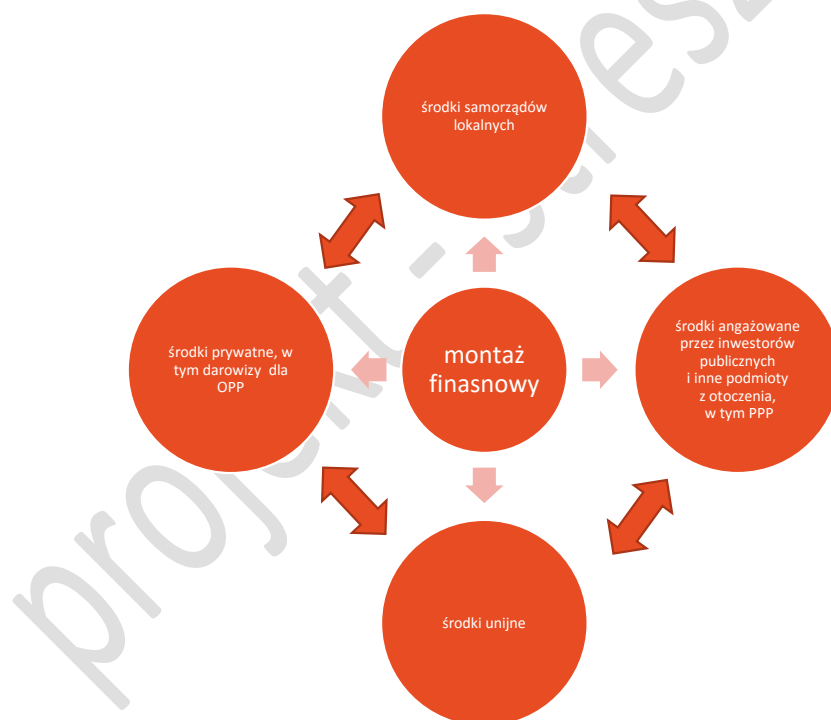 środki samorządów
lokalnych
środki prywatne, w
tym darowizy dla
OPP
montaż
finasnowy
środki angażowane
przez inwestorów
publicznych
i inne podmioty
z otoczenia,
w tym PPP
środki unijne
projekt -